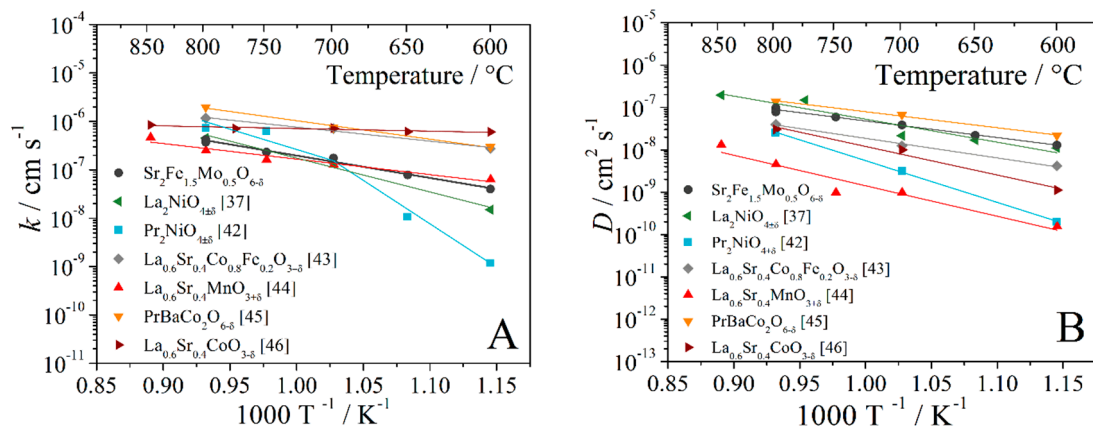 850 800 750 700 650 600
Temperature / °C
10⁻⁴
10⁻⁵
10⁻⁶
10⁻⁷
10⁻⁸
10⁻⁹
10⁻¹⁰
10⁻¹¹
k / cm s⁻¹
Sr₂Fe₁.₅Mo₀.₅O₆₋δ
La₂NiO₄±δ [37]
Pr₂NiO₄±δ [42]
La₀.₆Sr₀.₄Co₀.₈Fe₀.₂O₃₋δ [43]
La₀.₆Sr₀.₄MnO₃₊δ [44]
PrBaCo₂O₆₋δ [45]
La₀.₆Sr₀.₄CoO₃₋δ [46]
A
0.85 0.90 0.95 1.00 1.05 1.10 1.15
1000 T⁻¹ / K⁻¹
850 800 750 700 650 600
Temperature / °C
10⁻⁵
10⁻⁶
10⁻⁷
10⁻⁸
10⁻⁹
10⁻¹⁰
10⁻¹¹
10⁻¹²
10⁻¹³
D / cm² s⁻¹
Sr₂Fe₁.₅Mo₀.₅O₆₋δ
La₂NiO₄±δ [37]
Pr₂NiO₄₊δ [42]
La₀.₆Sr₀.₄Co₀.₈Fe₀.₂O₃₋δ [43]
La₀.₆Sr₀.₄MnO₃₊δ [44]
PrBaCo₂O₆₋δ [45]
La₀.₆Sr₀.₄CoO₃₋δ [46]
B
0.90 0.95 1.00 1.05 1.10 1.15
1000 T⁻¹ / K⁻¹